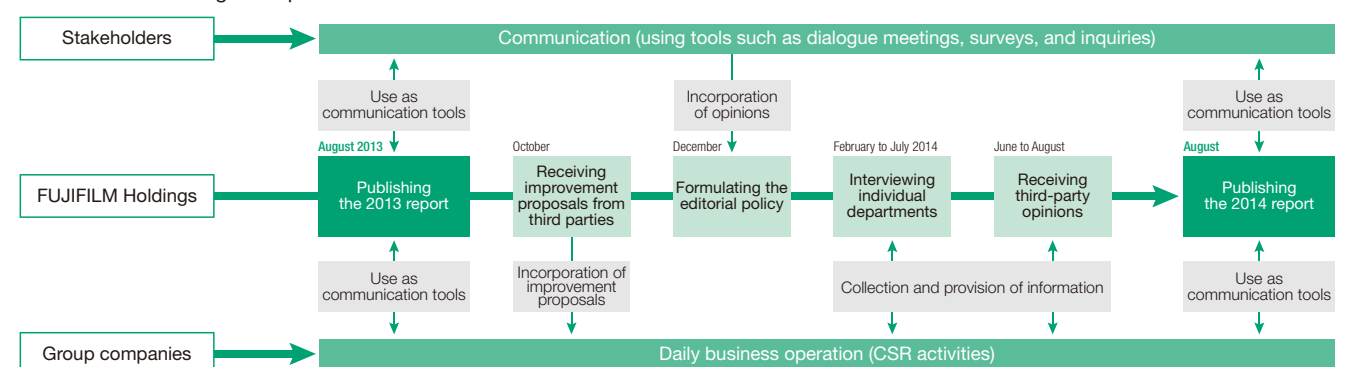 Stakeholders
Communication (using tools such as dialogue meetings, surveys, and inquiries)
Use as
communication tools
Incorporation
of opinions
Use as
communication tools
August 2013
October
December
February to July 2014
June to August
August
FUJIFILM Holdings
Publishing
the 2013 report
Receiving
improvement
proposals from
third parties
Formulating the
editorial policy
Interviewing
individual
departments
Receiving
third-party
opinions
Publishing
the 2014 report
Use as
communication tools
Incorporation of
improvement
proposals
Collection and provision of information
Use as
communication tools
Group companies
Daily business operation (CSR activities)